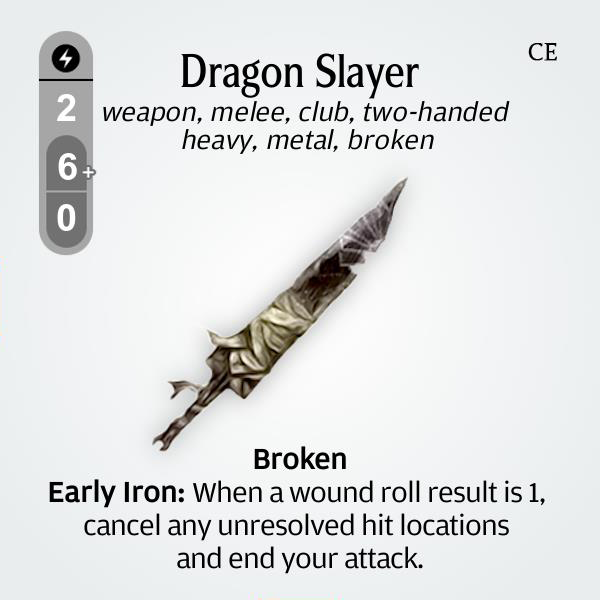 Dragon Slayer
CE
weapon, melee, club, two-handed
heavy, metal, broken
2
6+
0
Broken
Early Iron: When a wound roll result is 1,
cancel any unresolved hit locations
and end your attack.